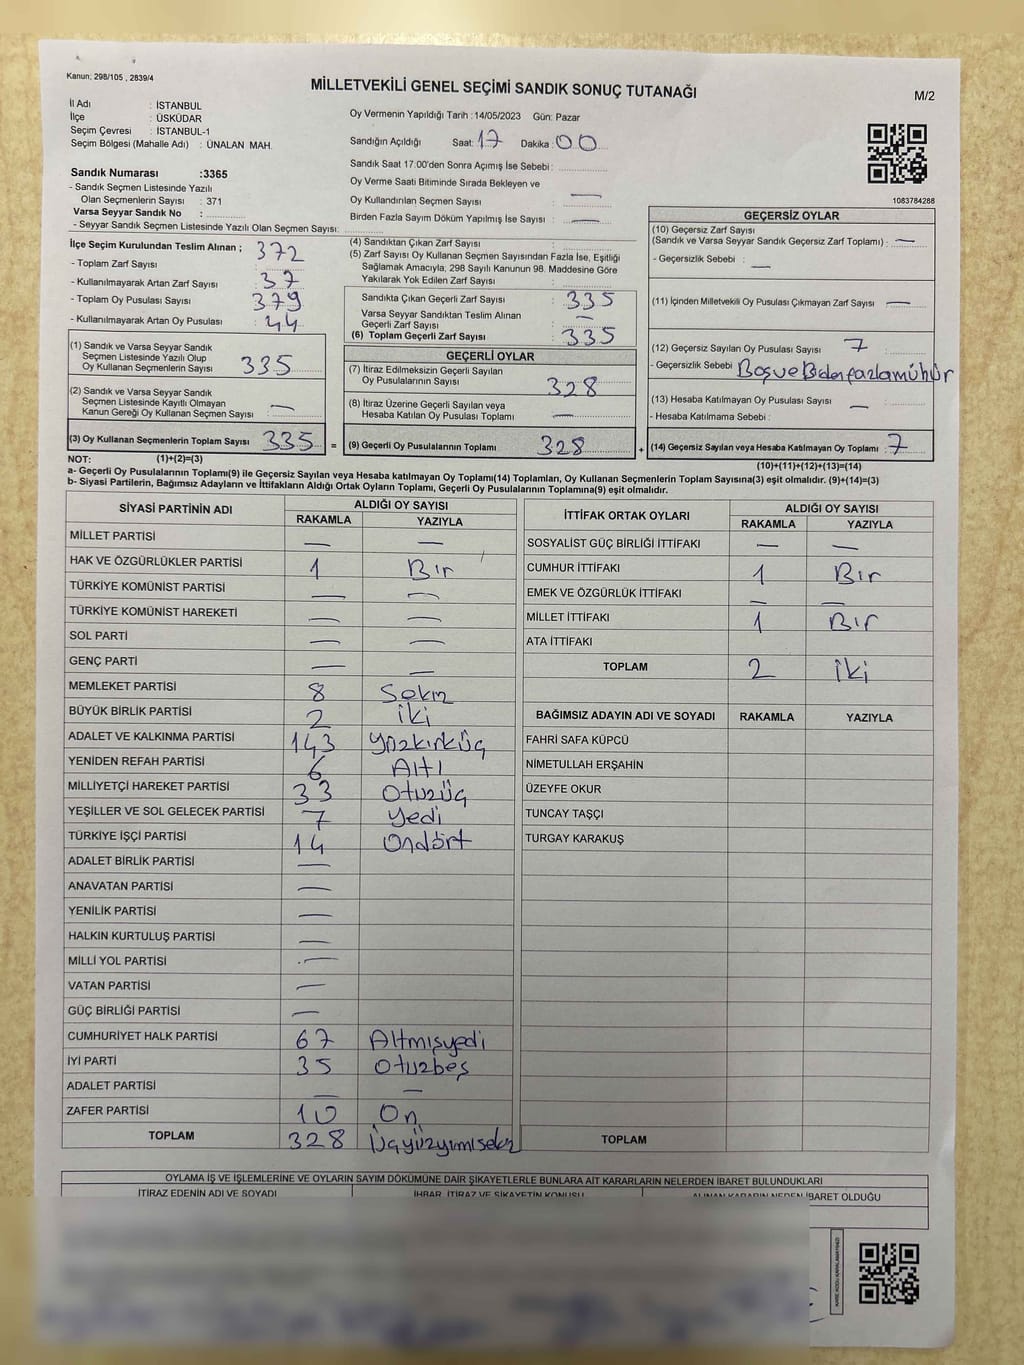 Kanun; 298/105 , 2839/4
MİLLETVEKİLİ GENEL SEÇİMİ SANDIK SONUÇ TUTANAĞI
M/2
İl Adı : İSTANBUL
İlçe : ÜSKÜDAR
Seçim Çevresi : İSTANBUL-1
Seçim Bölgesi (Mahalle Adı) : ÜNALAN MAH.
Oy Vermenin Yapıldığı Tarih : 14/05/2023 Gün: Pazar
Sandığın Açıldığı Saat: 17 Dakika : 00
Sandık Saat 17:00'den Sonra Açımış İse Sebebi :
Oy Verme Saati Bitiminde Sırada Bekleyen ve
Oy Kullandırılan Seçmen Sayısı : —
Birden Fazla Sayım Döküm Yapılmış İse Sayısı : —
1083784288
Sandık Numarası :3365
- Sandık Seçmen Listesinde Yazılı
Olan Seçmenlerin Sayısı : 371
Varsa Seyyar Sandık No :
- Seyyar Sandık Seçmen Listesinde Yazılı Olan Seçmen Sayısı:
İlçe Seçim Kurulundan Teslim Alınan ;
- Toplam Zarf Sayısı : 372
- Kullanılmayarak Artan Zarf Sayısı : 37
- Toplam Oy Pusulası Sayısı : 379
- Kullanılmayarak Artan Oy Pusulası : 44
(1) Sandık ve Varsa Seyyar Sandık
Seçmen Listesinde Yazılı Olup
Oy Kullanan Seçmenlerin Sayısı : 335
(2) Sandık ve Varsa Seyyar Sandık
Seçmen Listesinde Kayıtlı Olmayan
Kanun Gereği Oy Kullanan Seçmen Sayısı : —
(3) Oy Kullanan Seçmenlerin Toplam Sayısı : 335 =
(4) Sandıktan Çıkan Zarf Sayısı :
(5) Zarf Sayısı Oy Kullanan Seçmen Sayısından Fazla İse, Eşitliği
Sağlamak Amacıyla, 298 Sayılı Kanunun 98. Maddesine Göre
Yakılarak Yok Edilen Zarf Sayısı :
Sandıkta Çıkan Geçerli Zarf Sayısı : 335
Varsa Seyyar Sandıktan Teslim Alınan
Geçerli Zarf Sayısı : —
(6) Toplam Geçerli Zarf Sayısı : 335
GEÇERLİ OYLAR
(7) İtiraz Edilmeksizin Geçerli Sayılan
Oy Pusulalarının Sayısı : 328
(8) İtiraz Üzerine Geçerli Sayılan veya
Hesaba Katılan Oy Pusulası Toplamı : —
(9) Geçerli Oy Pusulalarının Toplamı : 328 +
GEÇERSİZ OYLAR
(10) Geçersiz Zarf Sayısı
(Sandık ve Varsa Seyyar Sandık Geçersiz Zarf Toplamı) : —
- Geçersizlik Sebebi : —
(11) İçinden Milletvekili Oy Pusulası Çıkmayan Zarf Sayısı : —
(12) Geçersiz Sayılan Oy Pusulası Sayısı : 7
- Geçersizlik Sebebi : Boş ve Birden fazla mühür
(13) Hesaba Katılmayan Oy Pusulası Sayısı : —
- Hesaba Katılmama Sebebi :
(14) Geçersiz Sayılan veya Hesaba Katılmayan Oy Toplamı : 7
NOT: (1)+(2)=(3)
(10)+(11)+(12)+(13)=(14)
a- Geçerli Oy Pusulalarının Toplamı(9) ile Geçersiz Sayılan veya Hesaba katılmayan Oy Toplamı(14) Toplamları, Oy Kullanan Seçmenlerin Toplam Sayısına(3) eşit olmalıdır. (9)+(14)=(3)
b- Siyasi Partilerin, Bağımsız Adayların ve İttifakların Aldığı Ortak Oyların Toplamı, Geçerli Oy Pusulalarının Toplamına(9) eşit olmalıdır.
SİYASİ PARTİNİN ADI ALDIĞI OY SAYISI
RAKAMLA YAZIYLA
MİLLET PARTİSİ — —
HAK VE ÖZGÜRLÜKLER PARTİSİ 1 Bir
TÜRKİYE KOMÜNİST PARTİSİ — —
TÜRKİYE KOMÜNİST HAREKETİ — —
SOL PARTİ — —
GENÇ PARTİ — —
MEMLEKET PARTİSİ 8 Sekiz
BÜYÜK BİRLİK PARTİSİ 2 iki
ADALET VE KALKINMA PARTİSİ 143 yüzkırküç
YENİDEN REFAH PARTİSİ 6 Altı
MİLLİYETÇİ HAREKET PARTİSİ 33 Otuzüç
YEŞİLLER VE SOL GELECEK PARTİSİ 7 Yedi
TÜRKİYE İŞÇİ PARTİSİ 14 Ondört
ADALET BİRLİK PARTİSİ —
ANAVATAN PARTİSİ —
YENİLİK PARTİSİ —
HALKIN KURTULUŞ PARTİSİ —
MİLLİ YOL PARTİSİ —
VATAN PARTİSİ —
GÜÇ BİRLİĞİ PARTİSİ —
CUMHURİYET HALK PARTİSİ 67 Altmışyedi
İYİ PARTİ 35 Otuzbeş
ADALET PARTİSİ — —
ZAFER PARTİSİ 10 On
TOPLAM 328 Üçyüzyirmisekiz
İTTİFAK ORTAK OYLARI ALDIĞI OY SAYISI
RAKAMLA YAZIYLA
SOSYALİST GÜÇ BİRLİĞİ İTTİFAKI — —
CUMHUR İTTİFAKI 1 Bir
EMEK VE ÖZGÜRLÜK İTTİFAKI — —
MİLLET İTTİFAKI 1 Bir
ATA İTTİFAKI
TOPLAM 2 İki
BAĞIMSIZ ADAYIN ADI VE SOYADI RAKAMLA YAZIYLA
FAHRİ SAFA KÜPCÜ
NİMETULLAH ERŞAHİN
ÜZEYFE OKUR
TUNCAY TAŞÇI
TURGAY KARAKUŞ
TOPLAM
OYLAMA İŞ VE İŞLEMLERİNE VE OYLARIN SAYIM DÖKÜMÜNE DAİR ŞİKAYETLERLE BUNLARA AİT KARARLARIN NELERDEN İBARET BULUNDUKLARI
İTİRAZ EDENİN ADI VE SOYADI İHBAR, İTİRAZ VE ŞİKAYETİN KONUSU ALINAN KARARIN NEDEN İBARET OLDUĞU